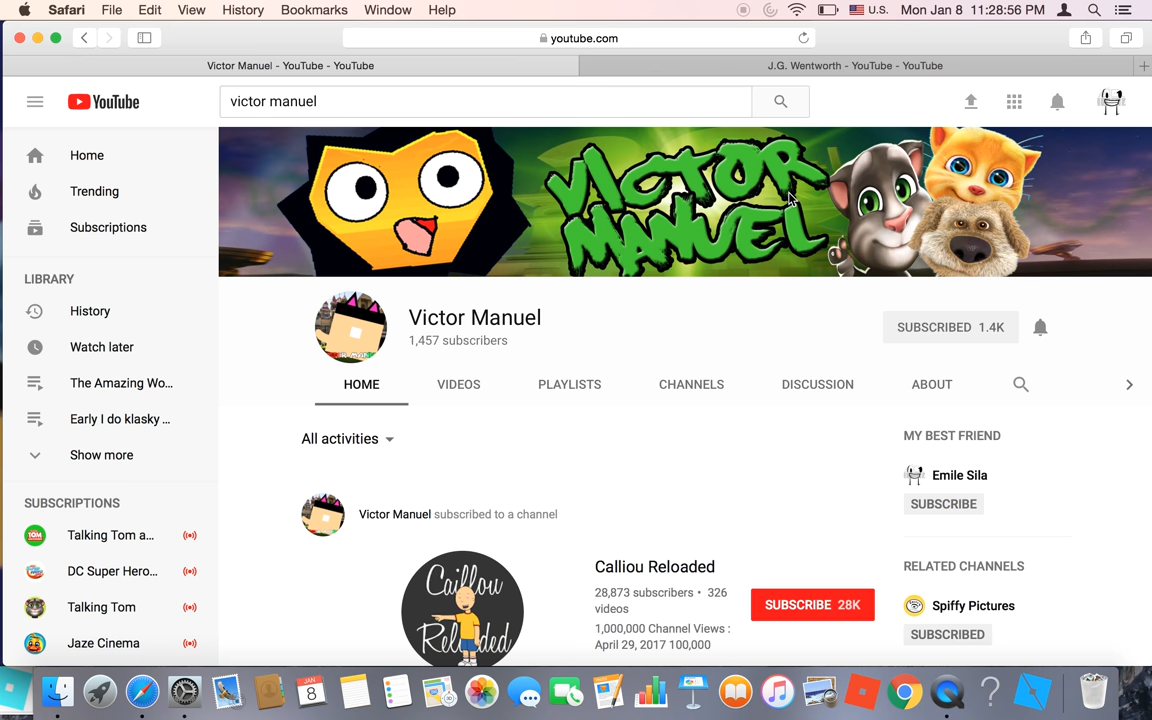 Safari File Edit View History Bookmarks Window Help U.S. Mon Jan 8 11:28:56 PM
youtube.com
Victor Manuel - YouTube - YouTube
J.G. Wentworth - YouTube - YouTube
YouTube
victor manuel
Home
Trending
Subscriptions
LIBRARY
History
Watch later
The Amazing Wo...
Early I do klasky ...
Show more
SUBSCRIPTIONS
Talking Tom a...
DC Super Hero...
Talking Tom
Jaze Cinema
VICTOR
MANUEL
Victor Manuel
1,457 subscribers
SUBSCRIBED 1.4K
HOME VIDEOS PLAYLISTS CHANNELS DISCUSSION ABOUT
All activities
Victor Manuel subscribed to a channel
Caillou
Reloaded
Calliou Reloaded
28,873 subscribers • 326
videos
1,000,000 Channel Views :
April 29, 2017 100,000
SUBSCRIBE 28K
MY BEST FRIEND
Emile Sila
SUBSCRIBE
RELATED CHANNELS
Spiffy Pictures
SUBSCRIBED
JAN
8